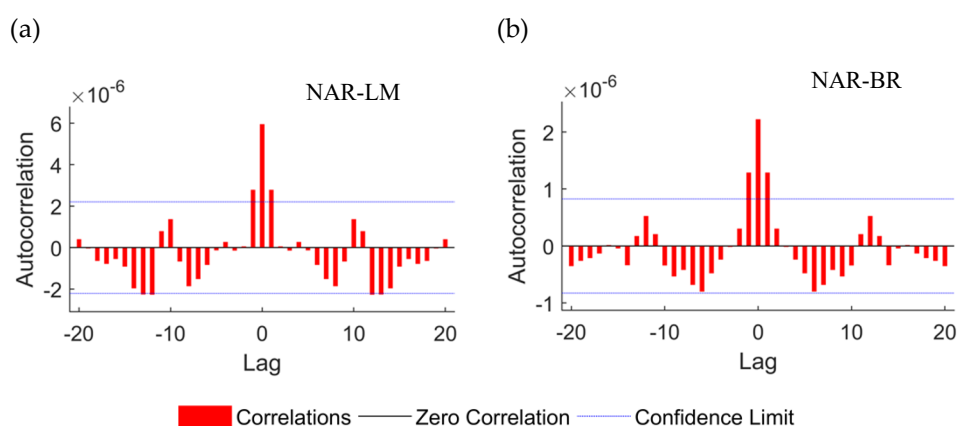 (a)
(b)
×10^-6
NAR-LM
6
4
2
0
-2
Autocorrelation
-20
-10
0
10
20
Lag
×10^-6
NAR-BR
2
1
0
-1
Autocorrelation
-20
-10
0
10
20
Lag
Correlations
Zero Correlation
Confidence Limit